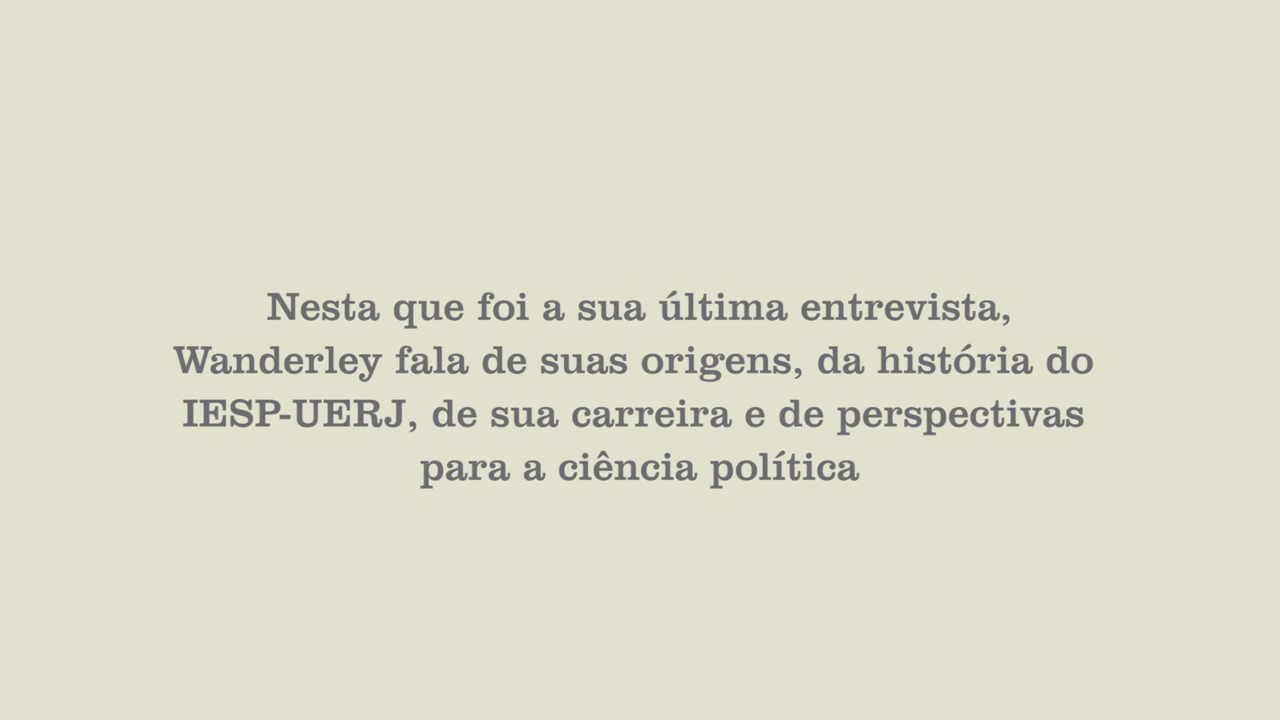 Nesta que foi a sua última entrevista,
Wanderley fala de suas origens, da história do
IESP-UERJ, de sua carreira e de perspectivas
para a ciência política